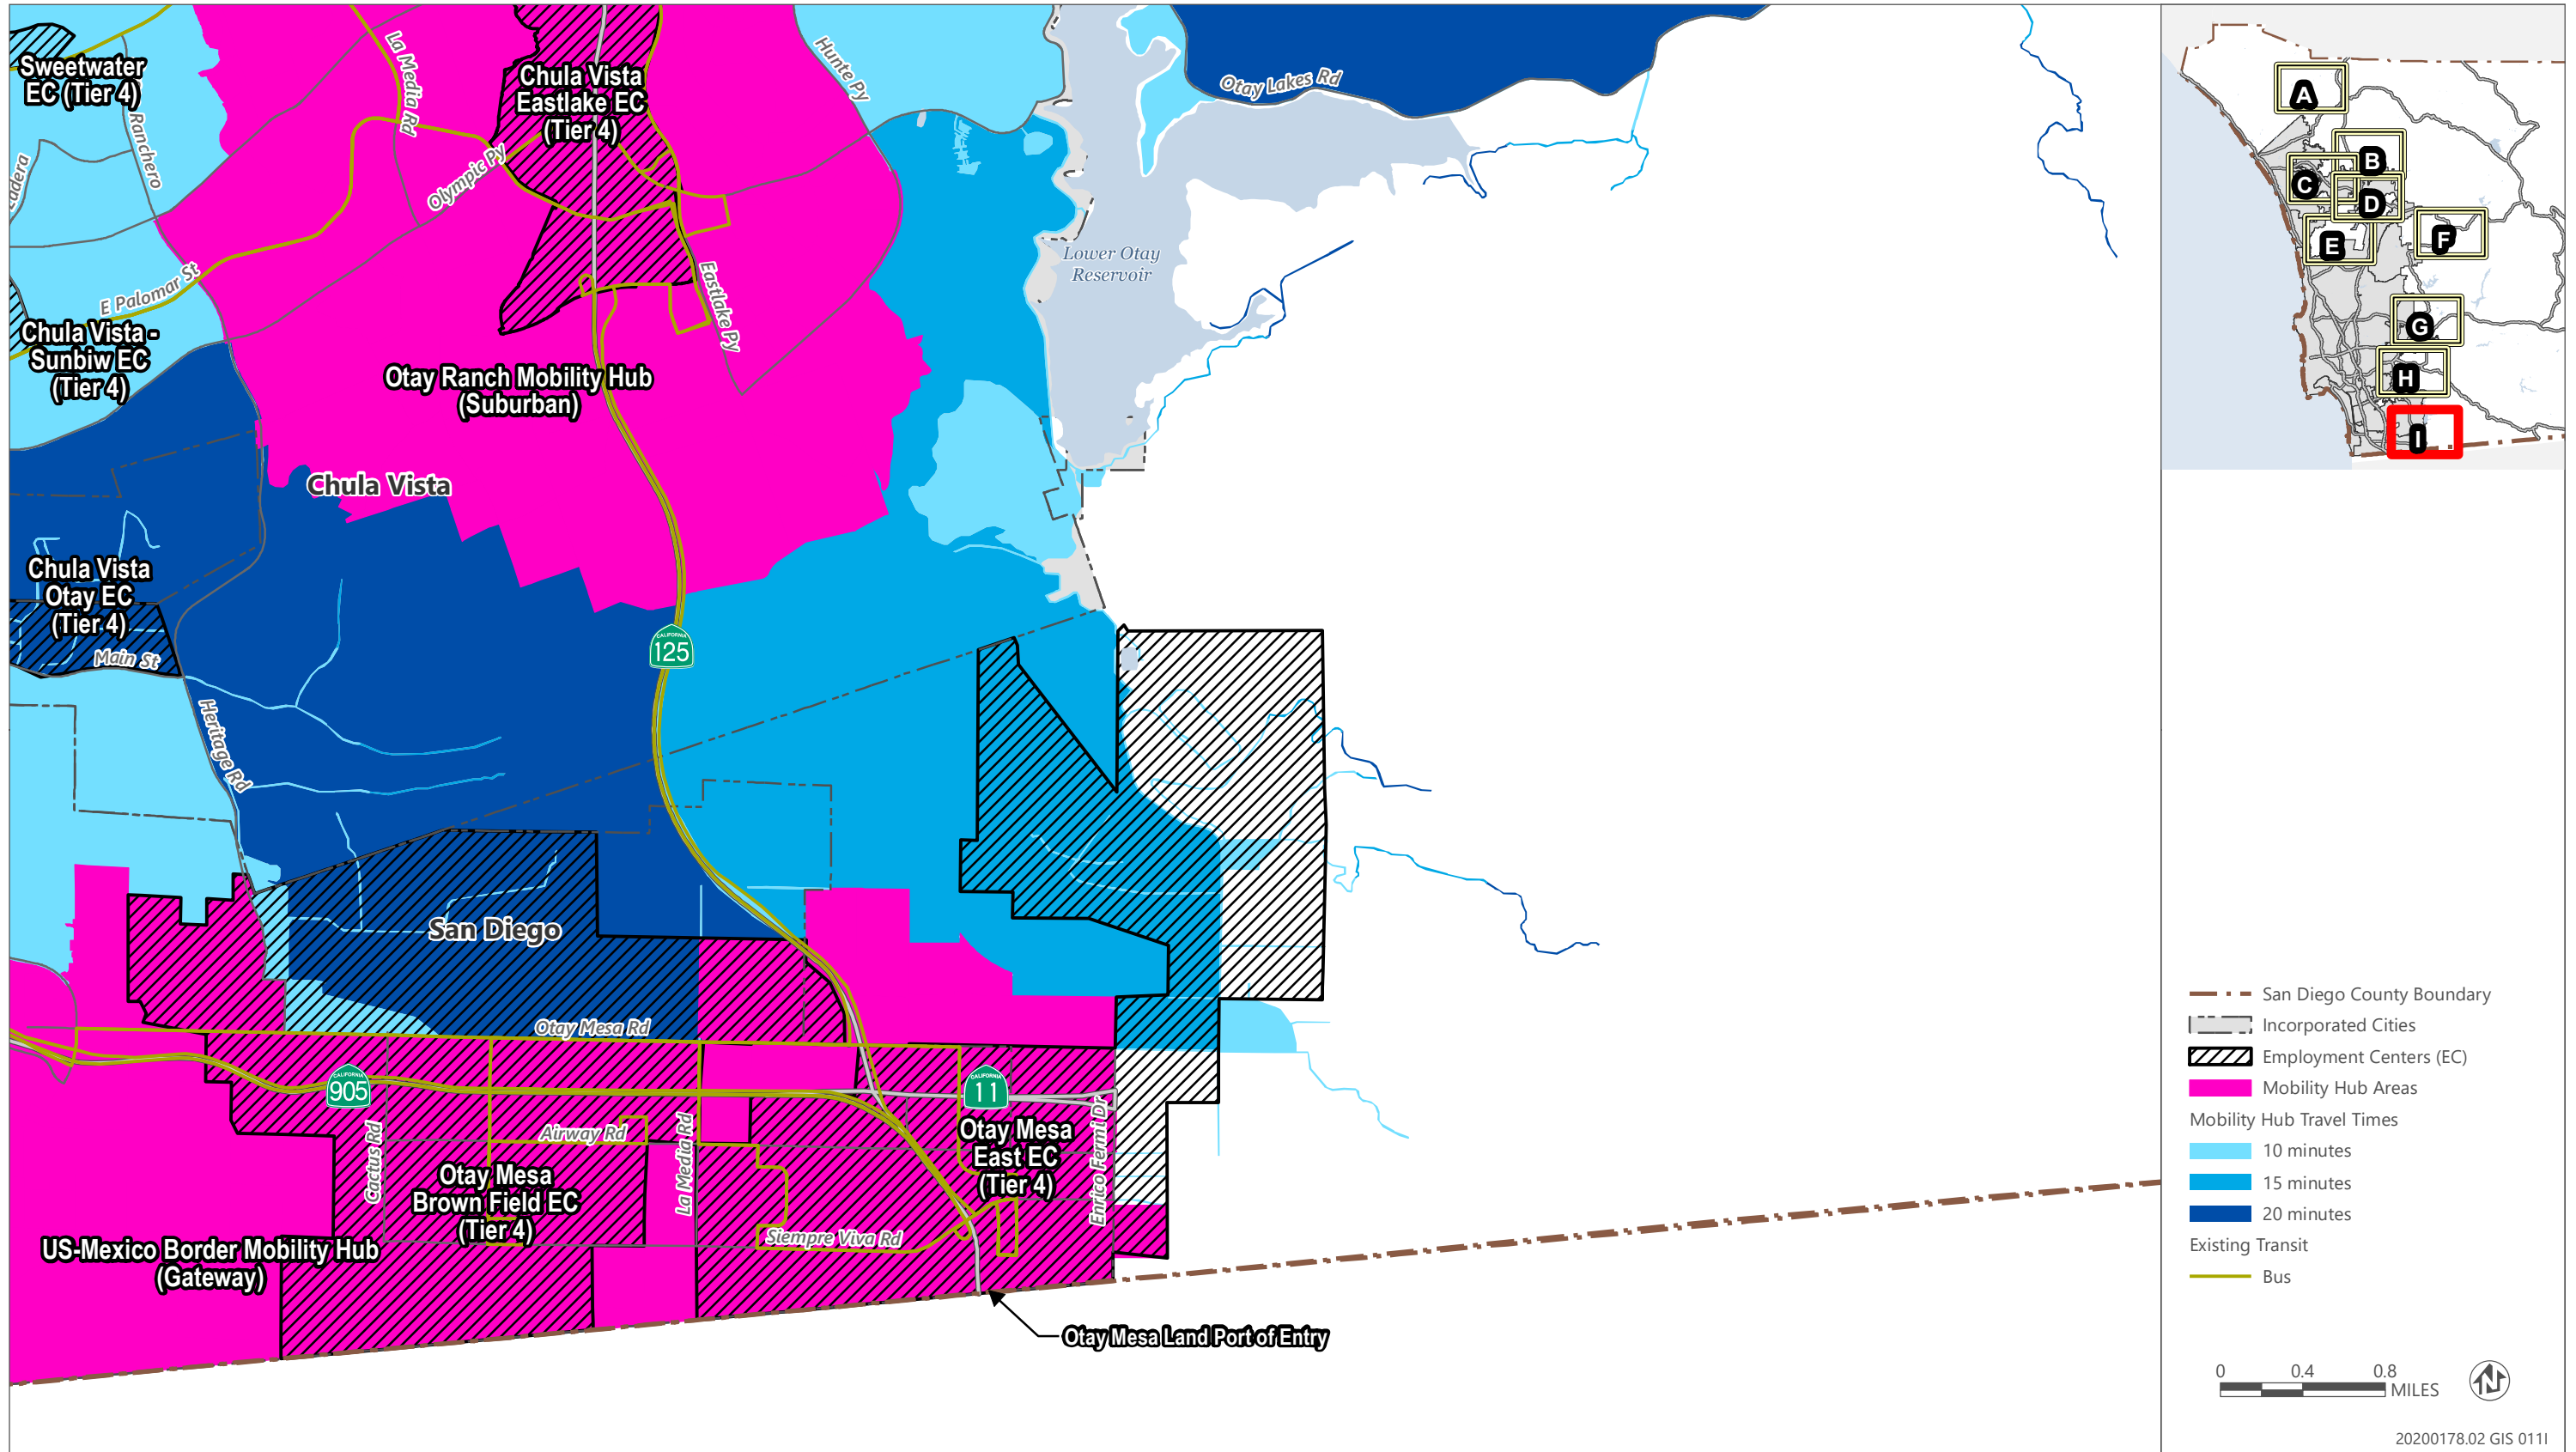 Sweetwater
EC (Tier 4)
Ranchero
La Media Rd
Chula Vista
Eastlake EC
(Tier 4)
Hunte Py
Otay Lakes Rd
Olympic Py
E Palomar St
Lower Otay
Reservoir
Eastlake Py
Chula Vista -
Sunbiw EC
(Tier 4)
Otay Ranch Mobility Hub
(Suburban)
Chula Vista
Chula Vista
Otay EC
(Tier 4)
Main St
CALIFORNIA
125
Heritage Rd
San Diego
Otay Mesa Rd
CALIFORNIA
905
CALIFORNIA
11
Cactus Rd
Airway Rd
La Media Rd
Otay Mesa
East EC
(Tier 4)
Enrico Fermi Dr
Otay Mesa
Brown Field EC
(Tier 4)
Siempre Viva Rd
US-Mexico Border Mobility Hub
(Gateway)
Otay Mesa Land Port of Entry
A
B
C
D
E
F
G
H
I
San Diego County Boundary
Incorporated Cities
Employment Centers (EC)
Mobility Hub Areas
Mobility Hub Travel Times
10 minutes
15 minutes
20 minutes
Existing Transit
Bus
0 0.4 0.8
MILES
N
20200178.02 GIS 011I